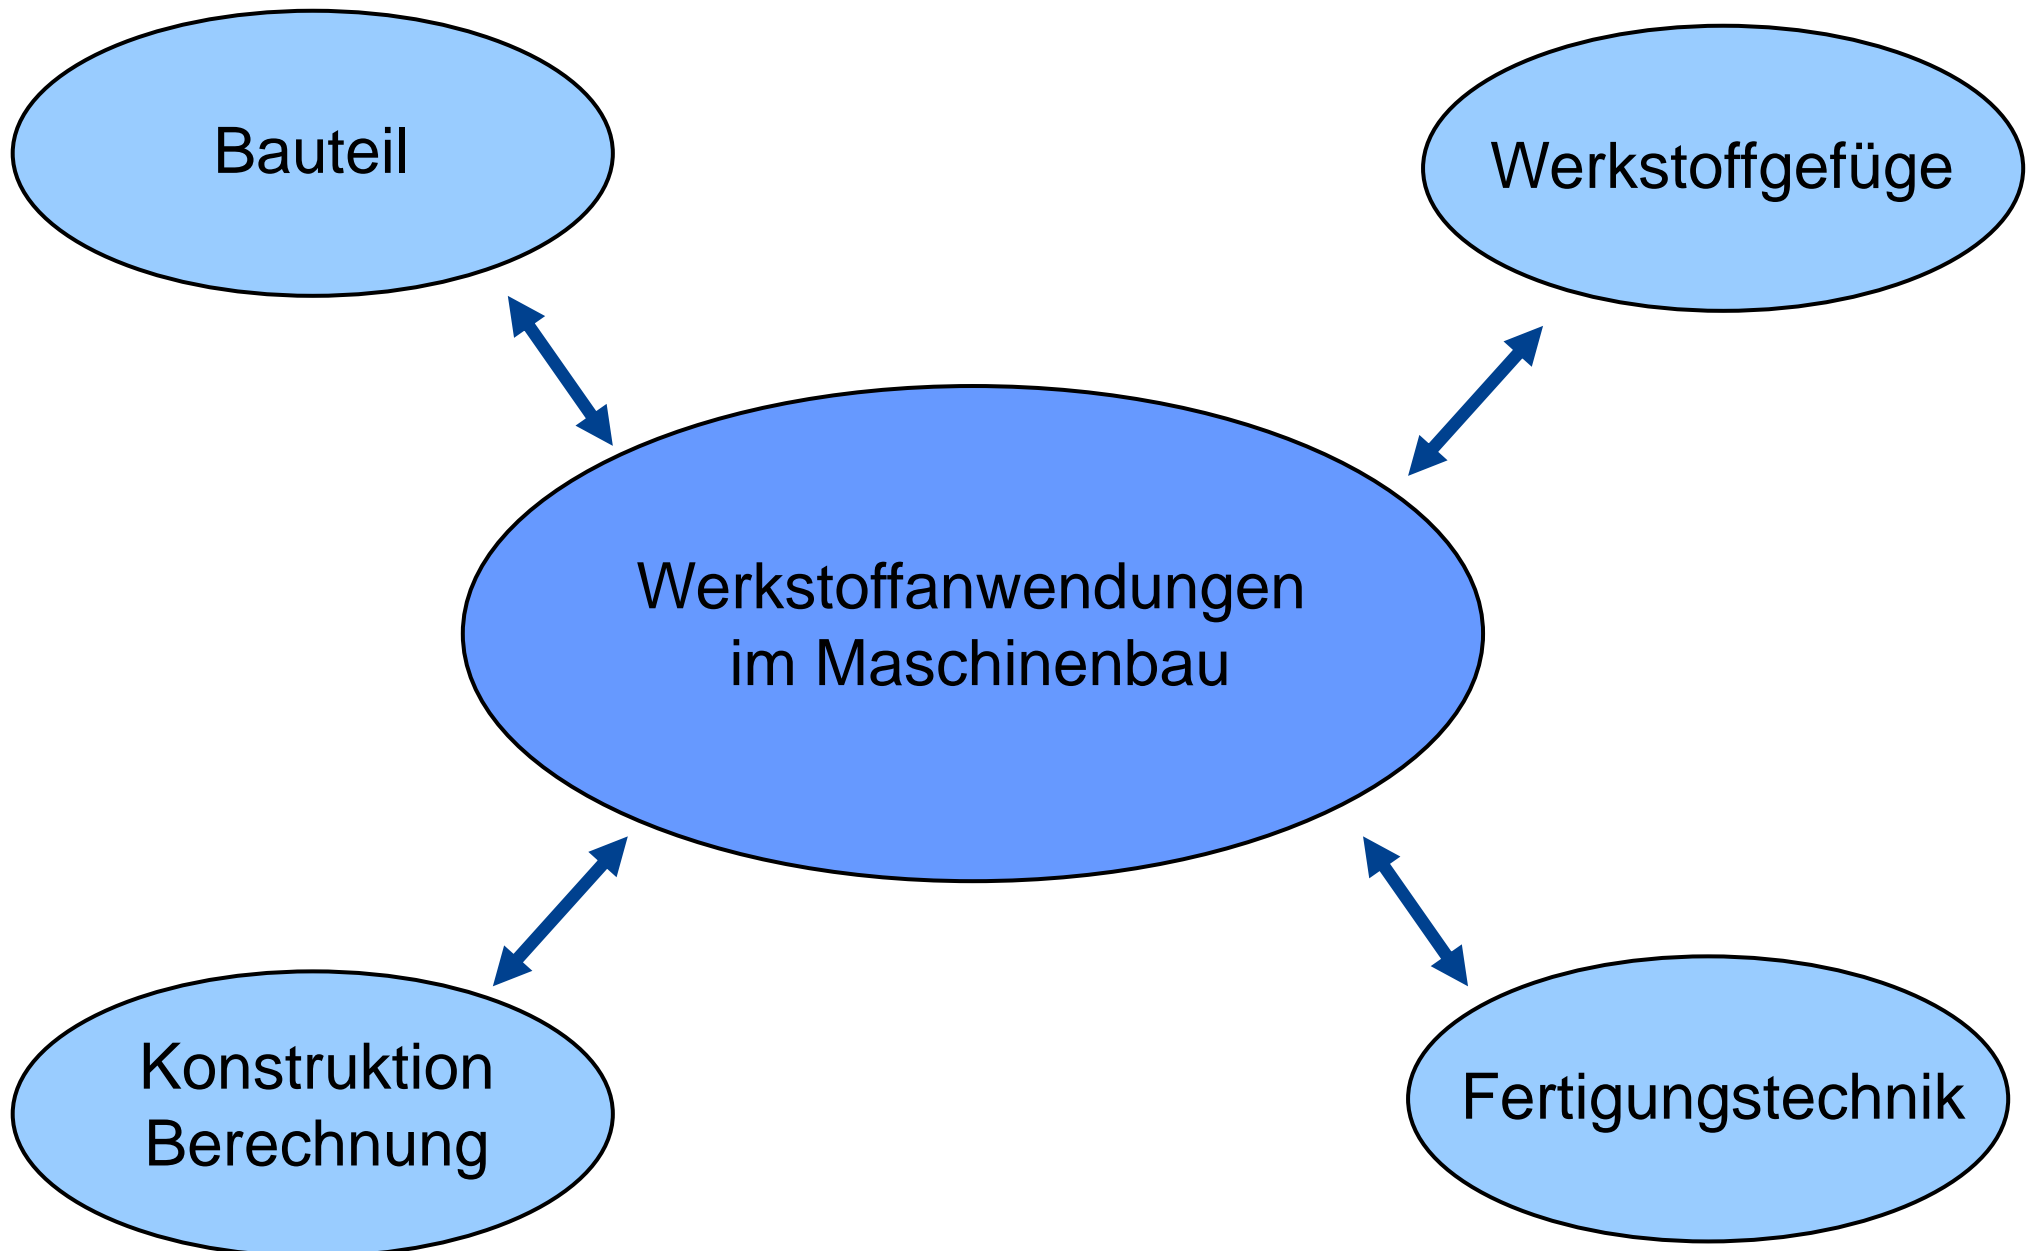 Bauteil
Werkstoffgefüge
Werkstoffanwendungen
im Maschinenbau
Konstruktion
Berechnung
Fertigungstechnik